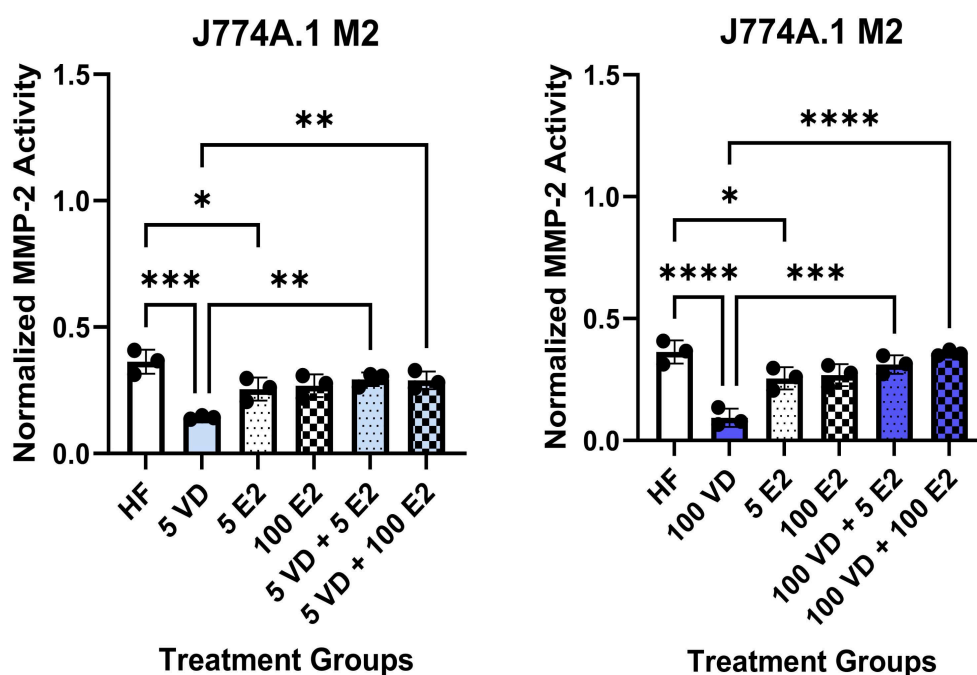 J774A.1 M2
Normalized MMP-2 Activity
1.5
1.0
0.5
0.0
**
*
***
**
HF
5 VD
5 E2
100 E2
5 VD + 5 E2
5 VD + 100 E2
Treatment Groups
J774A.1 M2
Normalized MMP-2 Activity
1.5
1.0
0.5
0.0
****
*
****
***
HF
100 VD
5 E2
100 E2
100 VD + 5 E2
100 VD + 100 E2
Treatment Groups